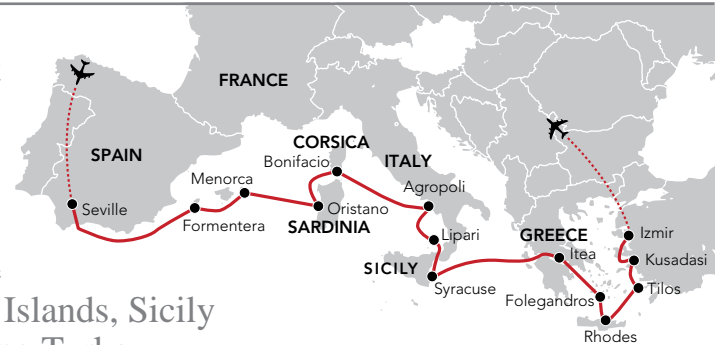 FRANCE
CORSICA
Bonifacio
ITALY
SPAIN
Menorca
Agropoli
Seville
Formentera
Oristano
SARDINIA
Lipari
GREECE
Izmir
Itea
Kusadasi
SICILY
Syracuse
Folegandros
Tilos
Islands, Sicily
Rhodes